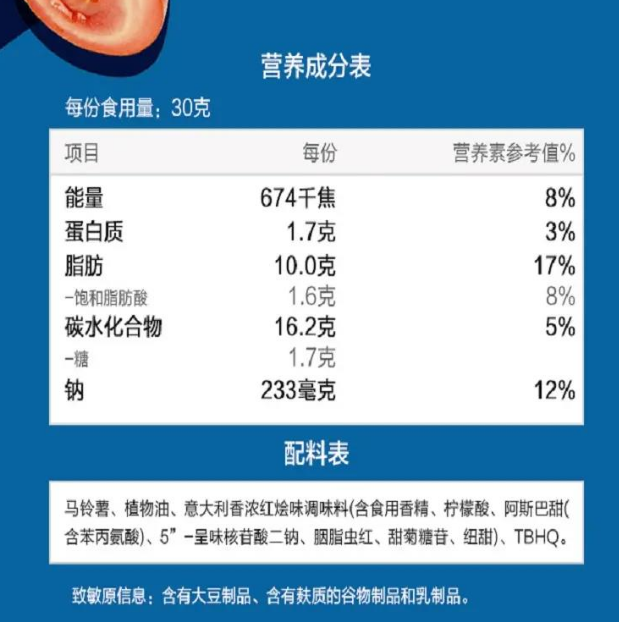 营养成分表
每份食用量：30克
项目 每份 营养素参考值%
能量 674千焦 8%
蛋白质 1.7克 3%
脂肪 10.0克 17%
-饱和脂肪酸 1.6克 8%
碳水化合物 16.2克 5%
-糖 1.7克
钠 233毫克 12%
配料表
马铃薯、植物油、意大利香浓红烩味调味料(含食用香精、柠檬酸、阿斯巴甜(
含苯丙氨酸)、5”-呈味核苷酸二钠、胭脂虫红、甜菊糖苷、纽甜)、TBHQ。
致敏原信息：含有大豆制品、含有麸质的谷物制品和乳制品。